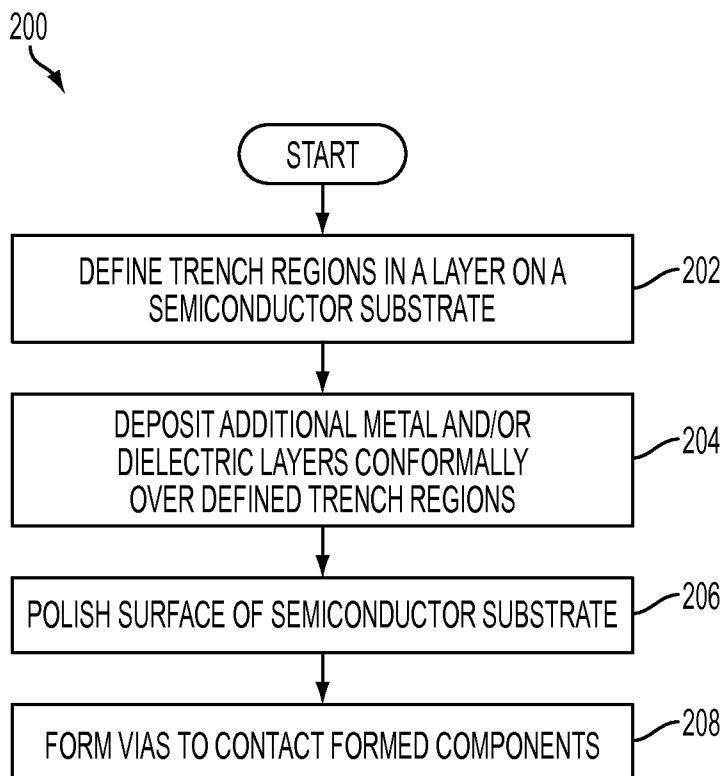 200
START
DEFINE TRENCH REGIONS IN A LAYER ON A
SEMICONDUCTOR SUBSTRATE
202
DEPOSIT ADDITIONAL METAL AND/OR
DIELECTRIC LAYERS CONFORMALLY
OVER DEFINED TRENCH REGIONS
204
POLISH SURFACE OF SEMICONDUCTOR SUBSTRATE
206
FORM VIAS TO CONTACT FORMED COMPONENTS
208